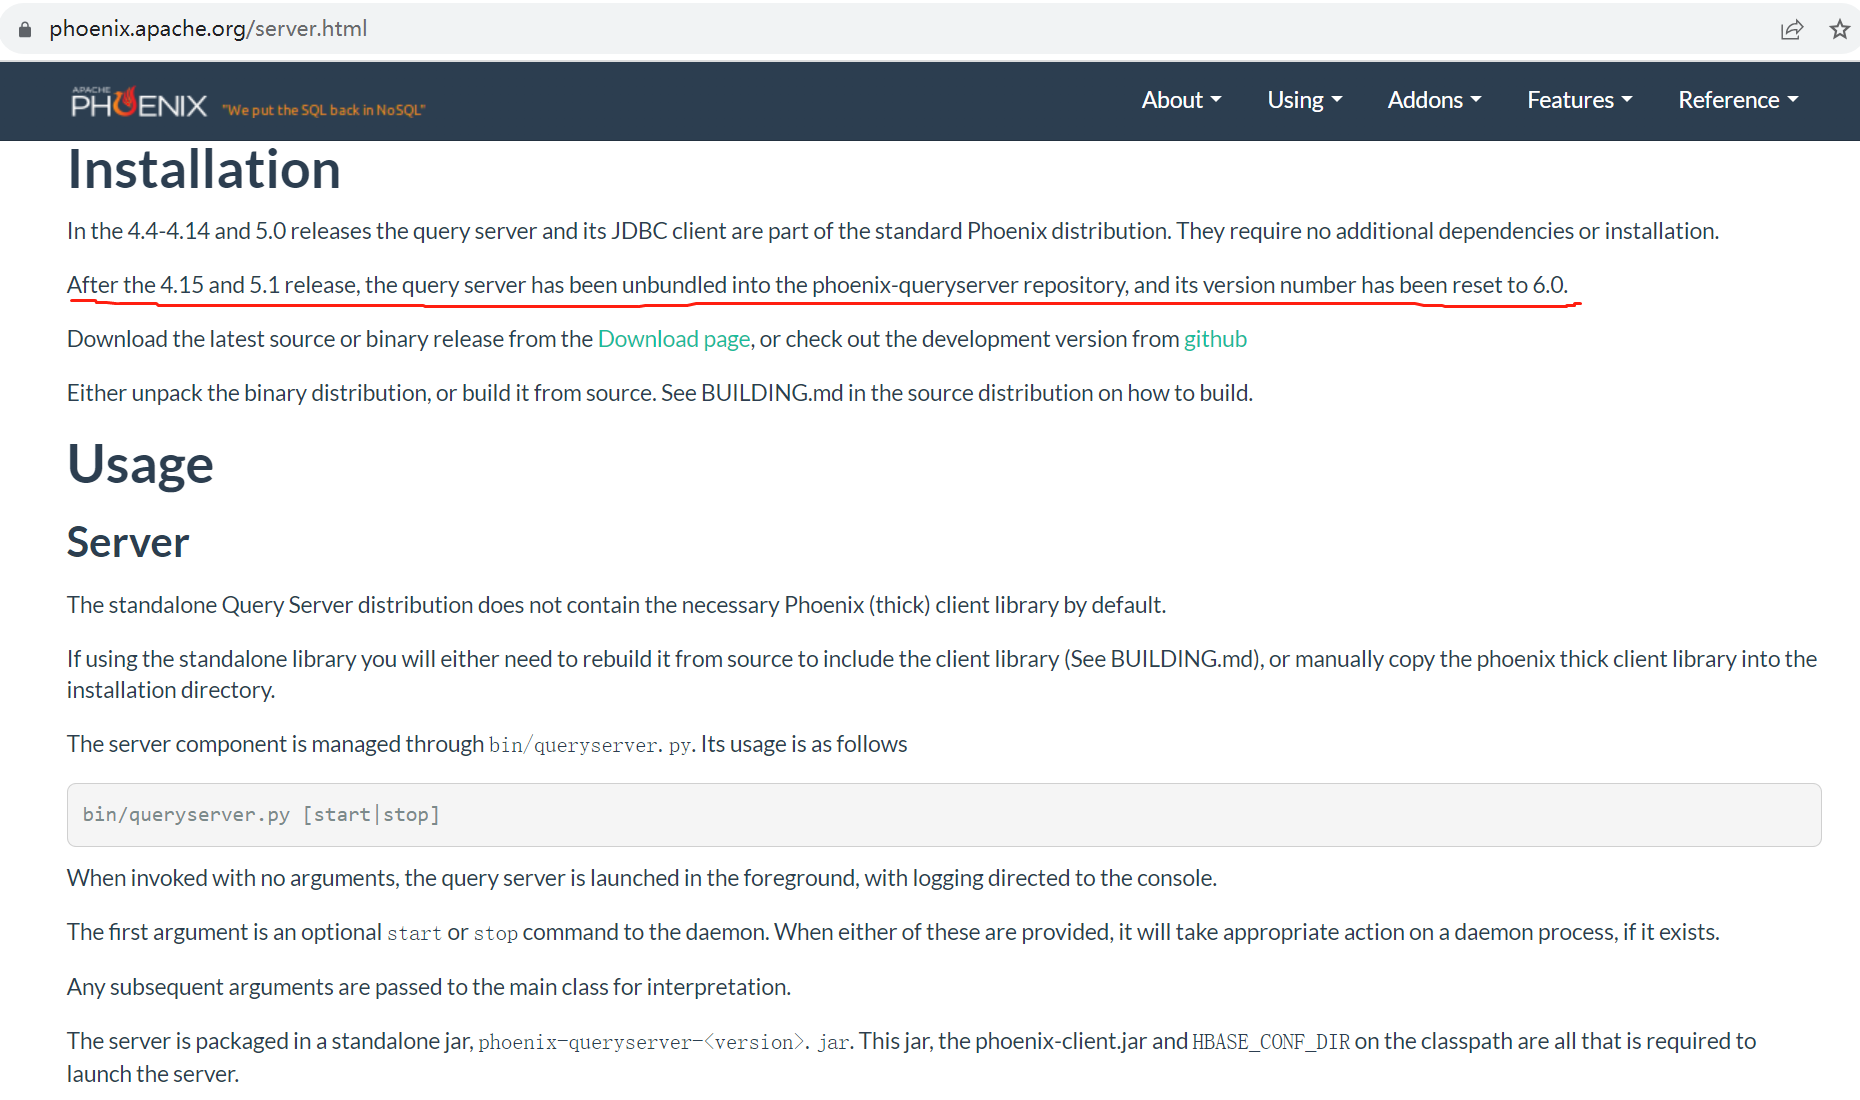 phoenix.apache.org/server.html
APACHE
PHOENIX "We put the SQL back in NoSQL"
About Using Addons Features Reference
Installation
In the 4.4-4.14 and 5.0 releases the query server and its JDBC client are part of the standard Phoenix distribution. They require no additional dependencies or installation.
After the 4.15 and 5.1 release, the query server has been unbundled into the phoenix-queryserver repository, and its version number has been reset to 6.0.
Download the latest source or binary release from the Download page, or check out the development version from github
Either unpack the binary distribution, or build it from source. See BUILDING.md in the source distribution on how to build.
Usage
Server
The standalone Query Server distribution does not contain the necessary Phoenix (thick) client library by default.
If using the standalone library you will either need to rebuild it from source to include the client library (See BUILDING.md), or manually copy the phoenix thick client library into the
installation directory.
The server component is managed through bin/queryserver.py. Its usage is as follows
bin/queryserver.py [start|stop]
When invoked with no arguments, the query server is launched in the foreground, with logging directed to the console.
The first argument is an optional start or stop command to the daemon. When either of these are provided, it will take appropriate action on a daemon process, if it exists.
Any subsequent arguments are passed to the main class for interpretation.
The server is packaged in a standalone jar, phoenix-queryserver-<version>.jar. This jar, the phoenix-client.jar and HBASE_CONF_DIR on the classpath are all that is required to
launch the server.